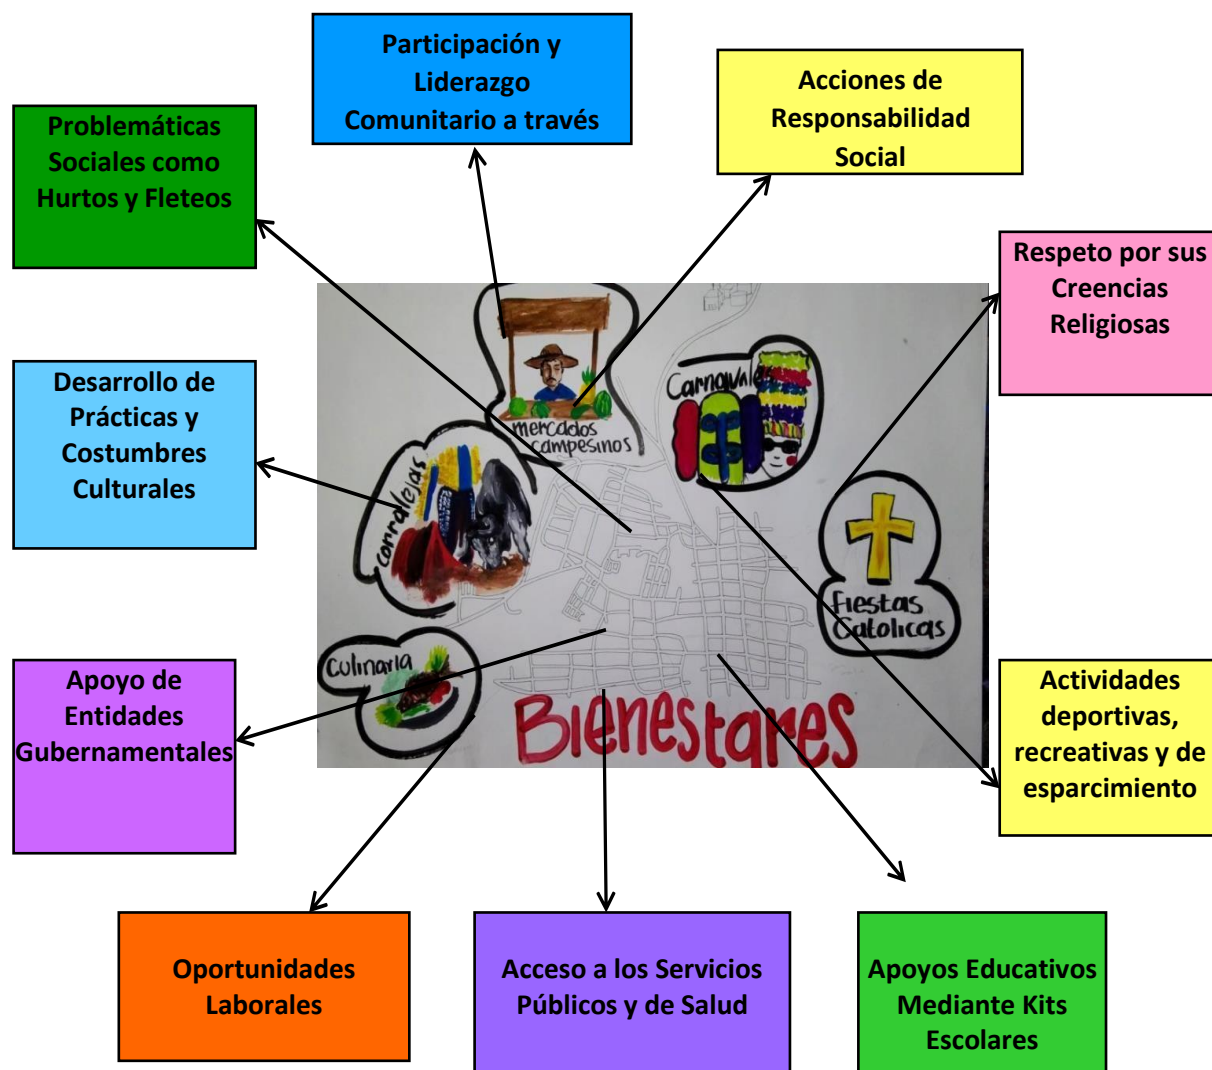 Participación y
Liderazgo
Comunitario a través
Acciones de
Responsabilidad
Social
Problemáticas
Sociales como
Hurtos y Fleteos
Respeto por sus
Creencias
Religiosas
Desarrollo de
Prácticas y
Costumbres
Culturales
mercados
campesinos
Carnavales
corralejas
Fiestas
Catolicas
Culinaria
Bienestares
Apoyo de
Entidades
Gubernamentales
Actividades
deportivas,
recreativas y de
esparcimiento
Oportunidades
Laborales
Acceso a los Servicios
Públicos y de Salud
Apoyos Educativos
Mediante Kits
Escolares